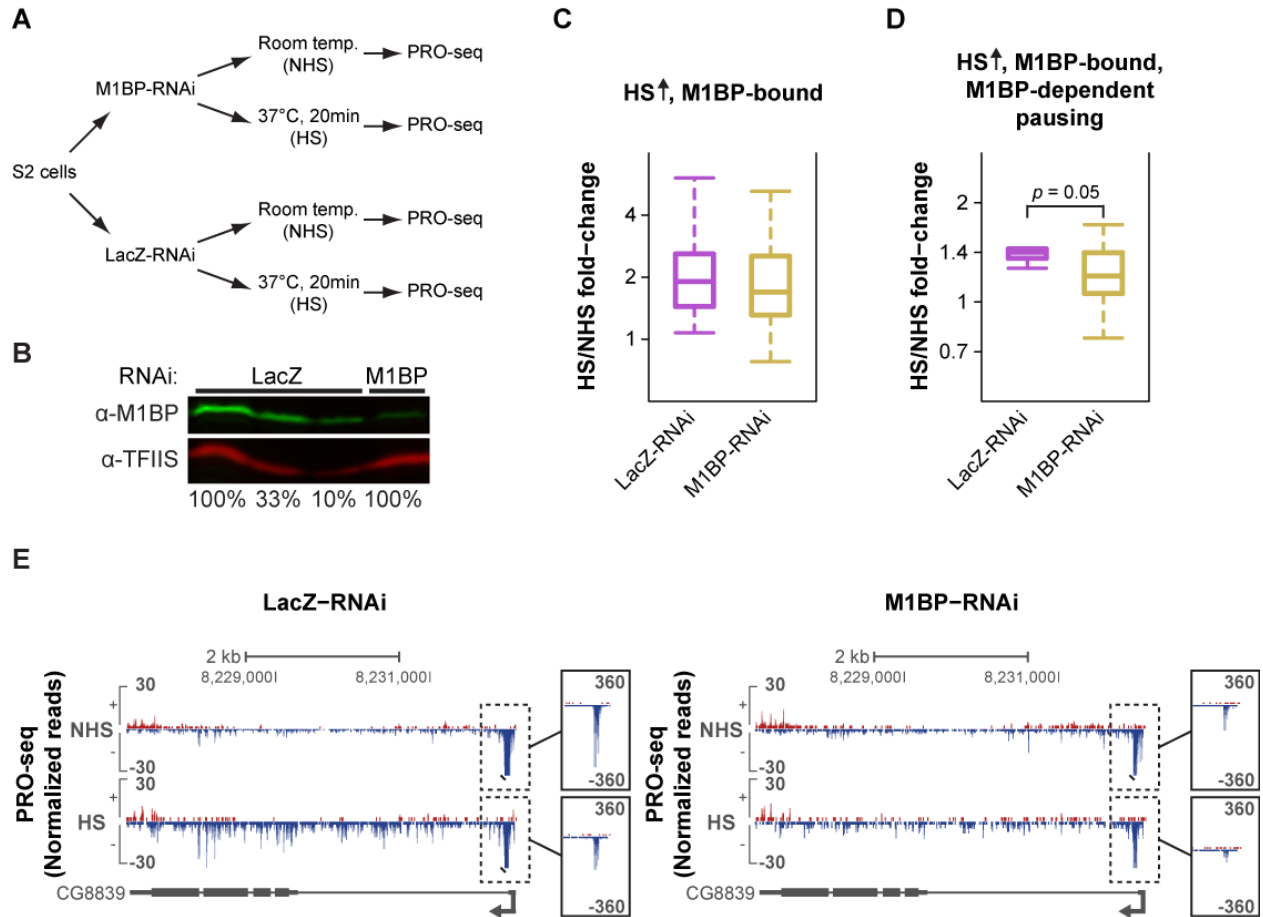 A
S2 cells
M1BP-RNAi
LacZ-RNAi
Room temp.
(NHS)
PRO-seq
37°C, 20min
(HS)
PRO-seq
Room temp.
(NHS)
PRO-seq
37°C, 20min
(HS)
PRO-seq
B
RNAi:
LacZ
M1BP
α-M1BP
α-TFIIS
100% 33% 10% 100%
C
HS↑, M1BP-bound
HS/NHS fold−change
4
2
1
LacZ-RNAi
M1BP-RNAi
D
HS↑, M1BP-bound,
M1BP-dependent
pausing
HS/NHS fold−change
2
1.4
1
0.7
p = 0.05
LacZ-RNAi
M1BP-RNAi
E
LacZ−RNAi
2 kb
8,229,000I
8,231,000I
PRO-seq
(Normalized reads)
30
+
NHS
-
-30
30
+
HS
-
-30
360
-360
360
-360
CG8839
M1BP−RNAi
2 kb
8,229,000I
8,231,000I
PRO-seq
(Normalized reads)
30
+
NHS
-
-30
30
+
HS
-
-30
360
-360
360
-360
CG8839